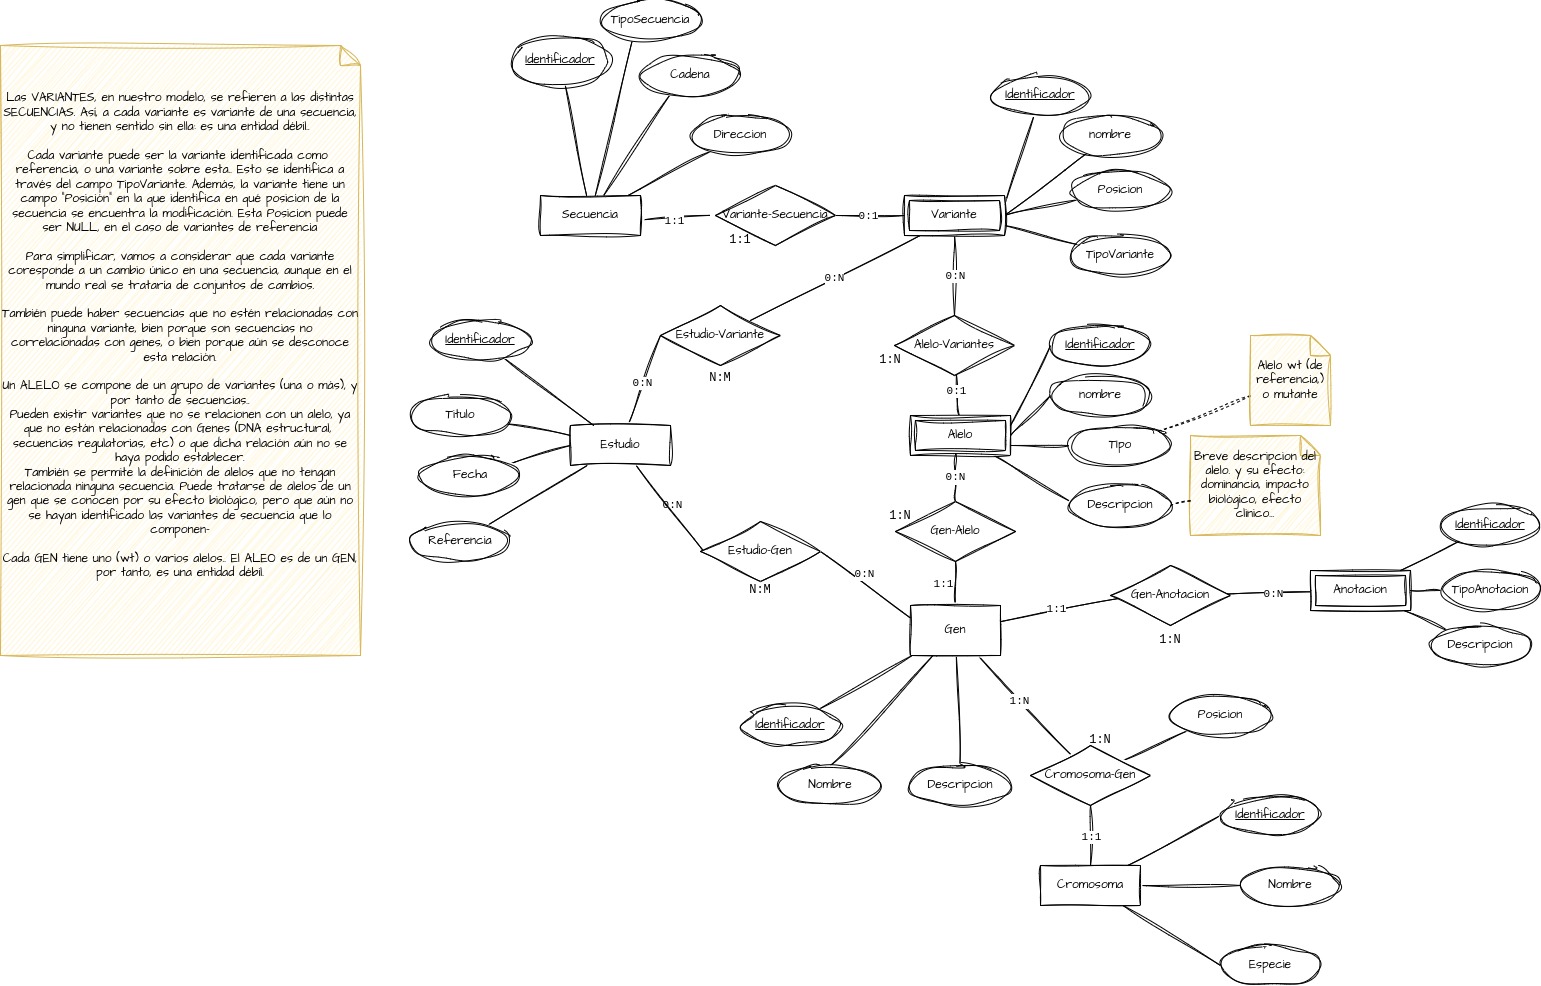 Las VARIANTES, en nuestro modelo, se refieren a las distintas
SECUENCIAS. Así, a cada variante es variante de una secuencia,
y no tienen sentido sin ella: es una entidad débil..
Cada variante puede ser la variante identificada como
referencia, o una variante sobre esta.. Esto se identifica a
través del campo TipoVariante. Además, la variante tiene un
campo "Posición" en la que identifica en qué posicion de la
secuencia se encuentra la modificación. Esta Posicion puede
ser NULL, en el caso de variantes de referencia
Para simplificar, vamos a considerar que cada variante
corresponde a un cambio único en una secuencia, aunque en el
mundo real se trataría de conjuntos de cambios.
También puede haber secuencias que no estén relacionadas con
ninguna variante, bien porque son secuencias no
correlacionadas con genes, o bien porque aún se desconoce
esta relación.
Un ALELO se compone de un grupo de variantes (una o más), y
por tanto de secuencias..
Pueden existir variantes que no se relacionen con un alelo, ya
que no están relacionadas con Genes (DNA estructural,
secuencias regulatorias, etc) o que dicha relación aún no se
haya podido establecer.
También se permite la definición de alelos que no tengan
relacionada ninguna secuencia. Puede tratarse de alelos de un
gen que se conocen por su efecto biológico, pero que aún no
se hayan identificado las variantes de secuencia que lo
componen-
Cada GEN tiene uno (wt) o varios alelos.. El ALEO es de un GEN,
por tanto, es una entidad débil.
TipoSecuencia
Identificador
Cadena
Direccion
Secuencia
1:1
Variante-Secuencia
1:1
0:1
Variante
Identificador
nombre
Posicion
TipoVariante
0:N
0:N
Estudio-Variante
N:M
0:N
Alelo-Variantes
1:N
0:1
Identificador
Titulo
Fecha
Referencia
Estudio
Alelo
Identificador
nombre
Tipo
Descripcion
Alelo wt (de
referencia,)
o mutante
Breve descripcion del
alelo. y su efecto:
dominancia, impacto
biológico, efecto
clínico...
0:N
0:N
1:N
Gen-Alelo
1:1
Estudio-Gen
N:M
0:N
Gen
1:1
Gen-Anotacion
1:N
0:N
Anotacion
Identificador
TipoAnotacion
Descripcion
Identificador
Nombre
Descripcion
1:N
1:N
Cromosoma-Gen
Posicion
1:1
Cromosoma
Identificador
Nombre
Especie